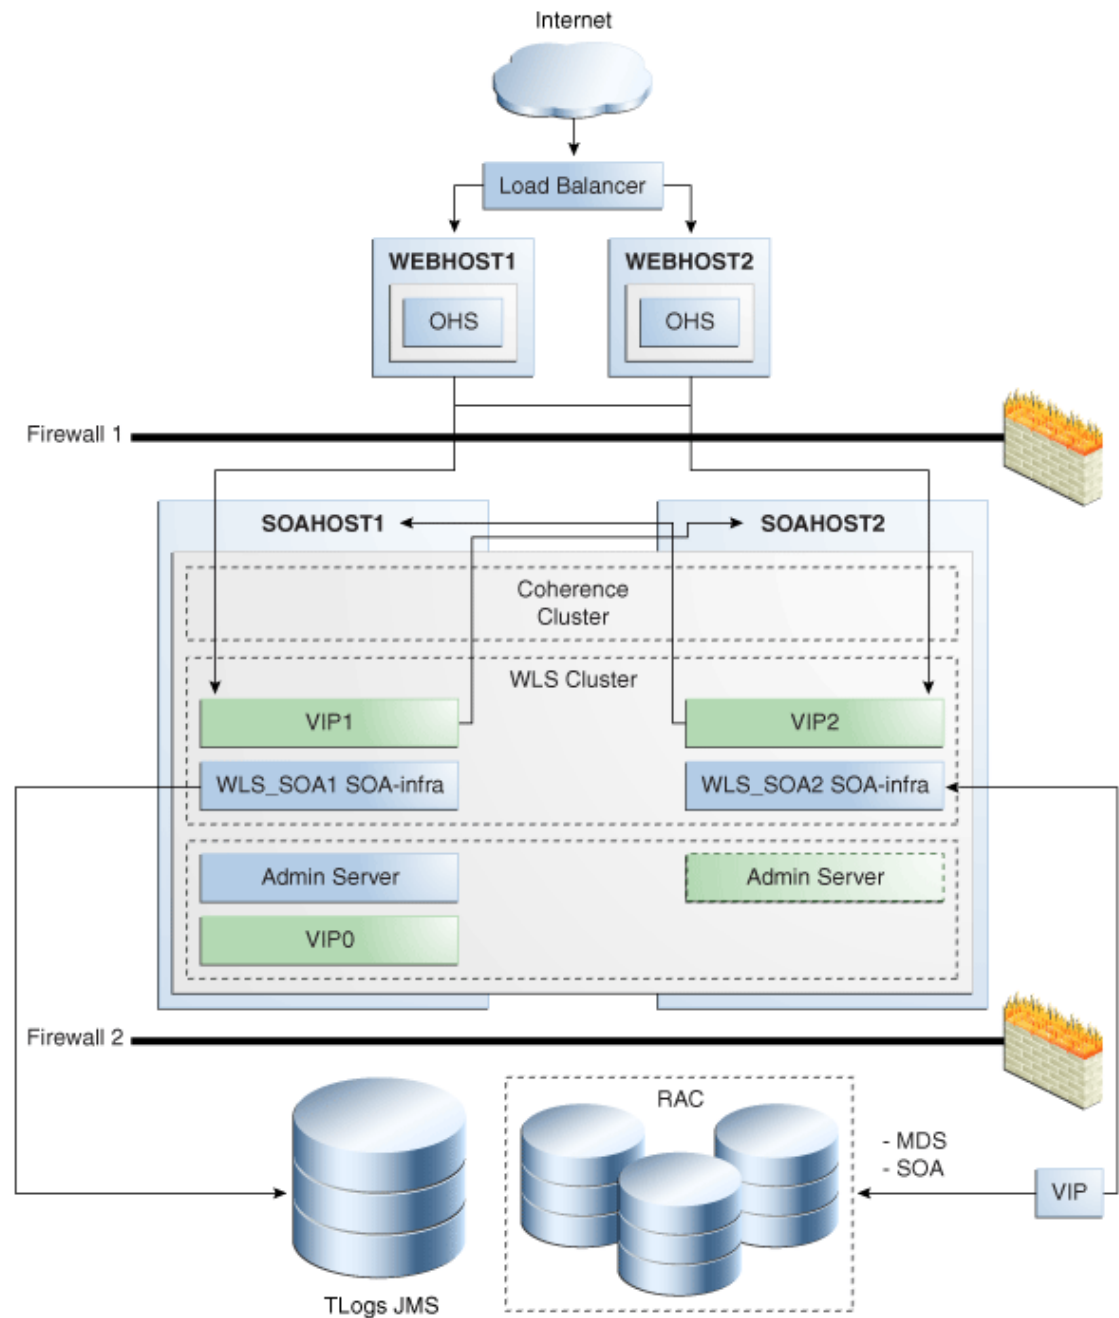 Internet
Load Balancer
WEBHOST1
WEBHOST2
OHS
OHS
Firewall 1
SOAHOST1
SOAHOST2
Coherence
Cluster
WLS Cluster
VIP1
VIP2
WLS_SOA1 SOA-infra
WLS_SOA2 SOA-infra
Admin Server
Admin Server
VIP0
Firewall 2
RAC
- MDS
- SOA
VIP
TLogs JMS